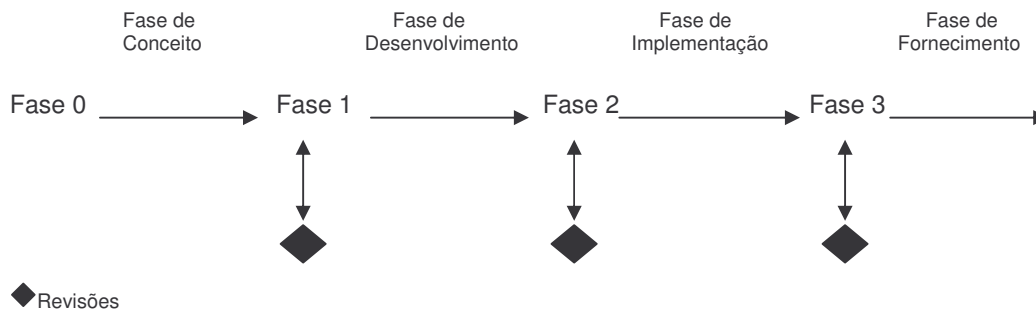 Fase de
Conceito
Fase de
Desenvolvimento
Fase de
Implementação
Fase de
Fornecimento
Fase 0
Fase 1
Fase 2
Fase 3
Revisões